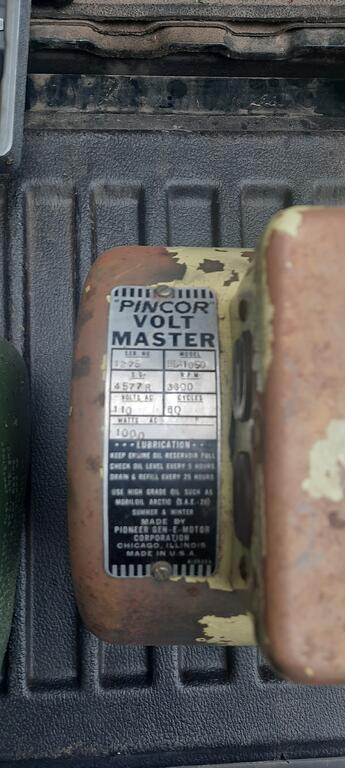 "PINCOR"
VOLT
MASTER
SER. NO. MODEL
R.P.M.
4577R 3600
VOLTS AC CYCLES
110 60
WATTS AC
1000
LUBRICATION
KEEP ENGINE OIL RESERVOIR FULL
CHECK OIL LEVEL EVERY 5 HOURS
DRAIN & REFILL EVERY 25 HOURS
USE HIGH GRADE OIL SUCH AS
MOBILOIL ARCTIC (S.A.E.-20)
SUMMER & WINTER
MADE BY
PIONEER GEN-E-MOTOR
CORPORATION
CHICAGO, ILLINOIS
MADE IN U.S.A.